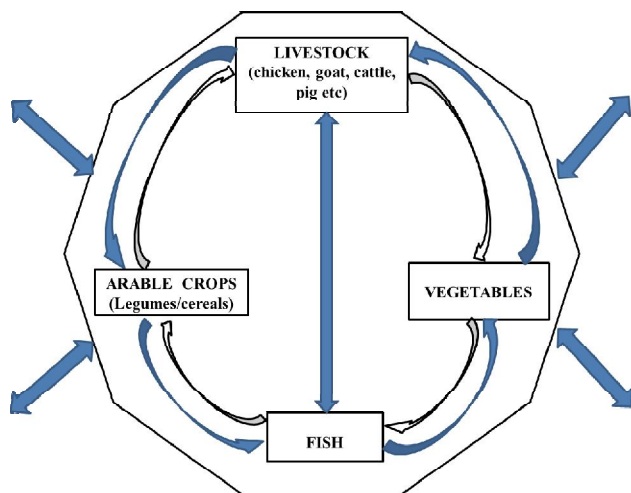 LIVESTOCK
(chicken, goat, cattle,
pig etc)
ARABLE CROPS
(Legumes/cereals)
VEGETABLES
FISH